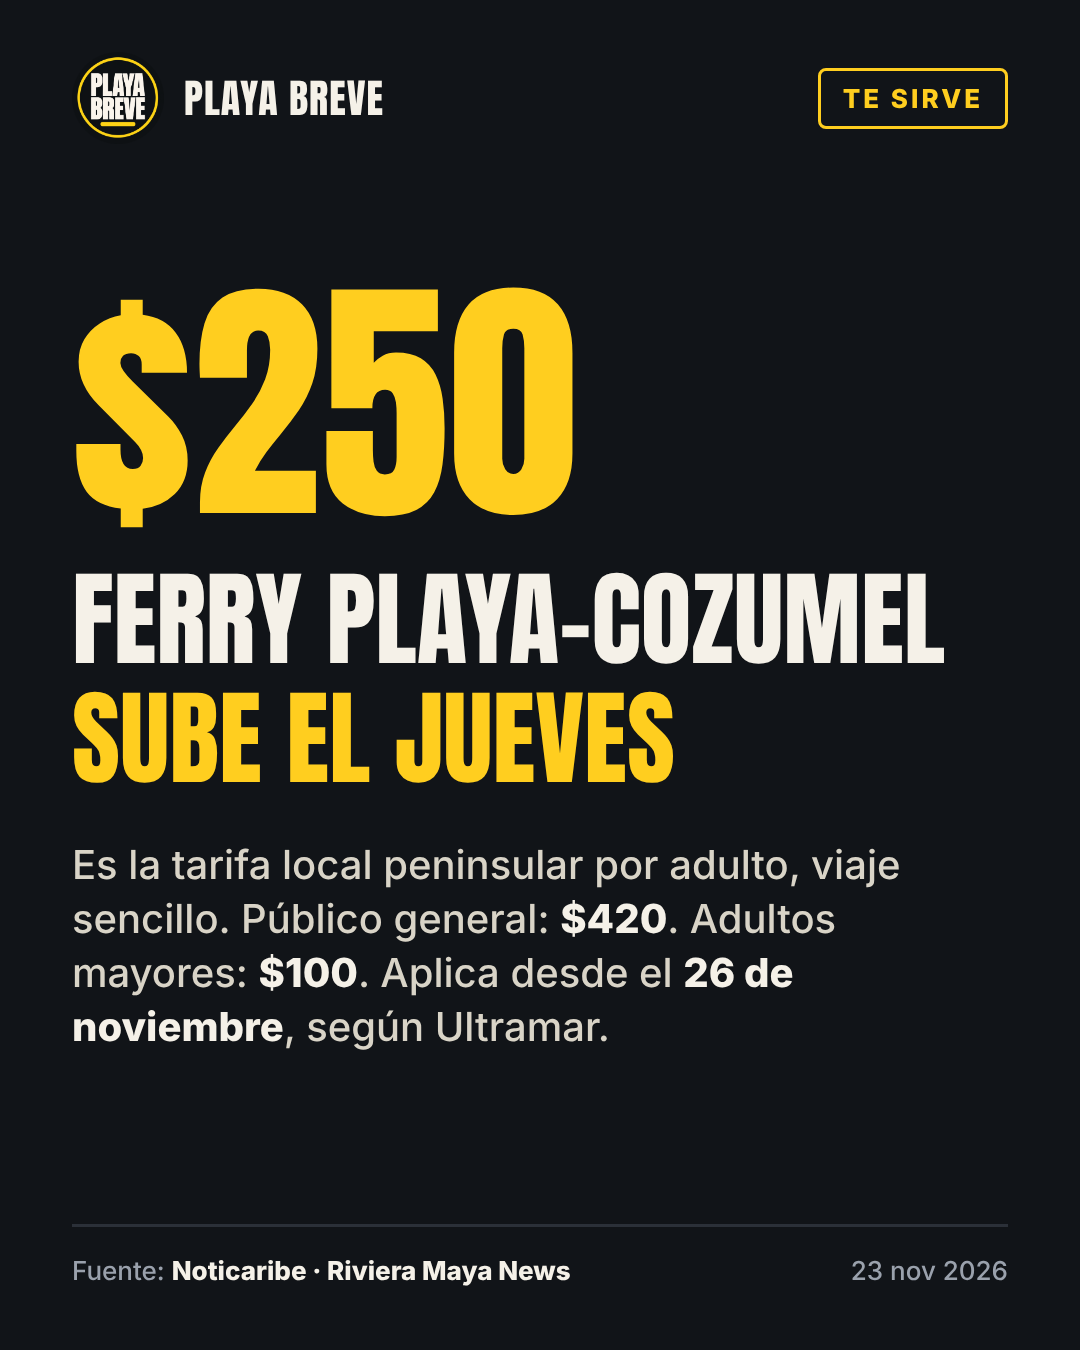 PLAYA
BREVE
PLAYA BREVE
TE SIRVE
$250
FERRY PLAYA-COZUMEL
SUBE EL JUEVES
Es la tarifa local peninsular por adulto, viaje
sencillo. Público general: $420. Adultos
mayores: $100. Aplica desde el 26 de
noviembre, según Ultramar.
Fuente: Noticaribe · Riviera Maya News
23 nov 2026